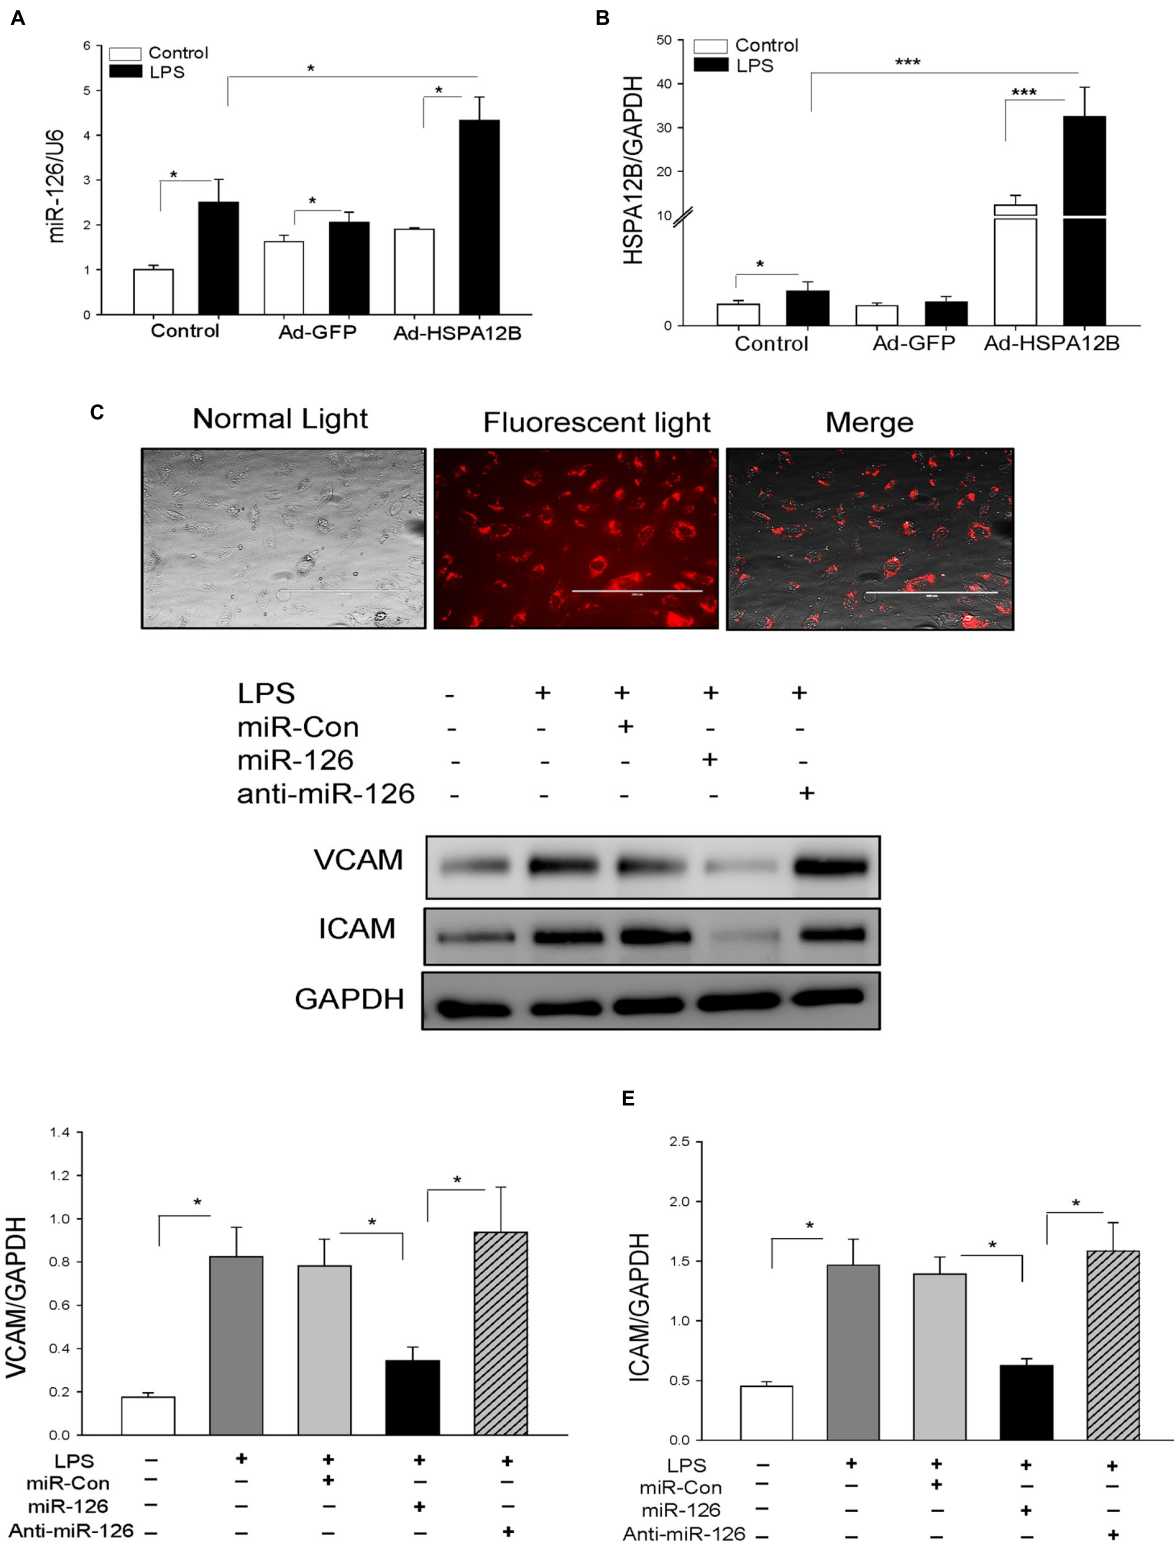 A
6
5
4
3
2
1
0
miR-126/U6
Control
LPS
*
*
*
*
Control Ad-GFP Ad-HSPA12B
B
50
40
30
20
10
0
HSPA12B/GAPDH
Control
LPS
***
***
*
Control Ad-GFP Ad-HSPA12B
C
Normal Light Fluorescent light Merge
LPS - + + + +
miR-Con - - + - -
miR-126 - - - + -
anti-miR-126 - - - - +
VCAM
ICAM
GAPDH
1.4
1.2
1.0
0.8
0.6
0.4
0.2
0.0
VCAM/GAPDH
*
*
*
LPS – + + + +
miR-Con – – + – –
miR-126 – – – + –
Anti-miR-126 – – – – +
E
2.5
2.0
1.5
1.0
0.5
0.0
ICAM/GAPDH
*
*
*
LPS – + + + +
miR-Con – – + – –
miR-126 – – – + –
Anti-miR-126 – – – – +